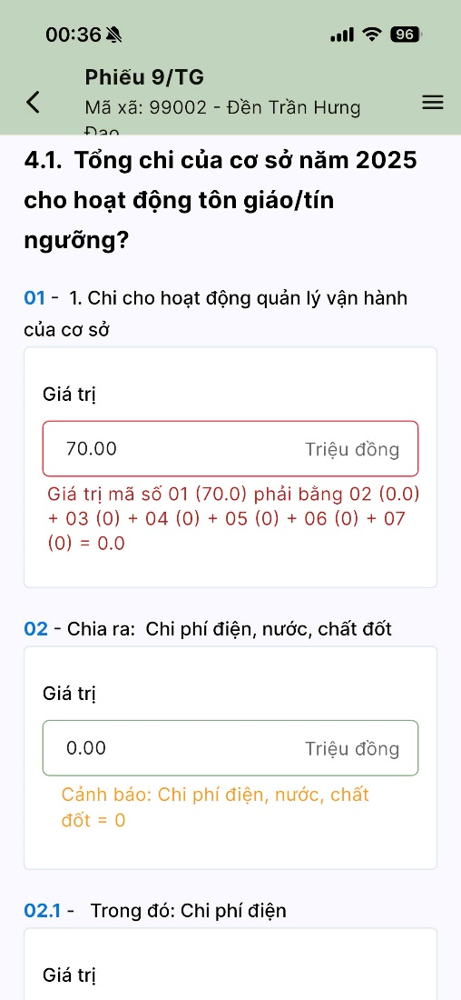 00:36
96
Phiếu 9/TG
Mã xã: 99002 - Đền Trần Hưng
Đạo
4.1. Tổng chi của cơ sở năm 2025
cho hoạt động tôn giáo/tín
ngưỡng?
01 - 1. Chi cho hoạt động quản lý vận hành
của cơ sở
Giá trị
70.00 Triệu đồng
Giá trị mã số 01 (70.0) phải bằng 02 (0.0)
+ 03 (0) + 04 (0) + 05 (0) + 06 (0) + 07
(0) = 0.0
02 - Chia ra: Chi phí điện, nước, chất đốt
Giá trị
0.00 Triệu đồng
Cảnh báo: Chi phí điện, nước, chất
đốt = 0
02.1 - Trong đó: Chi phí điện
Giá trị